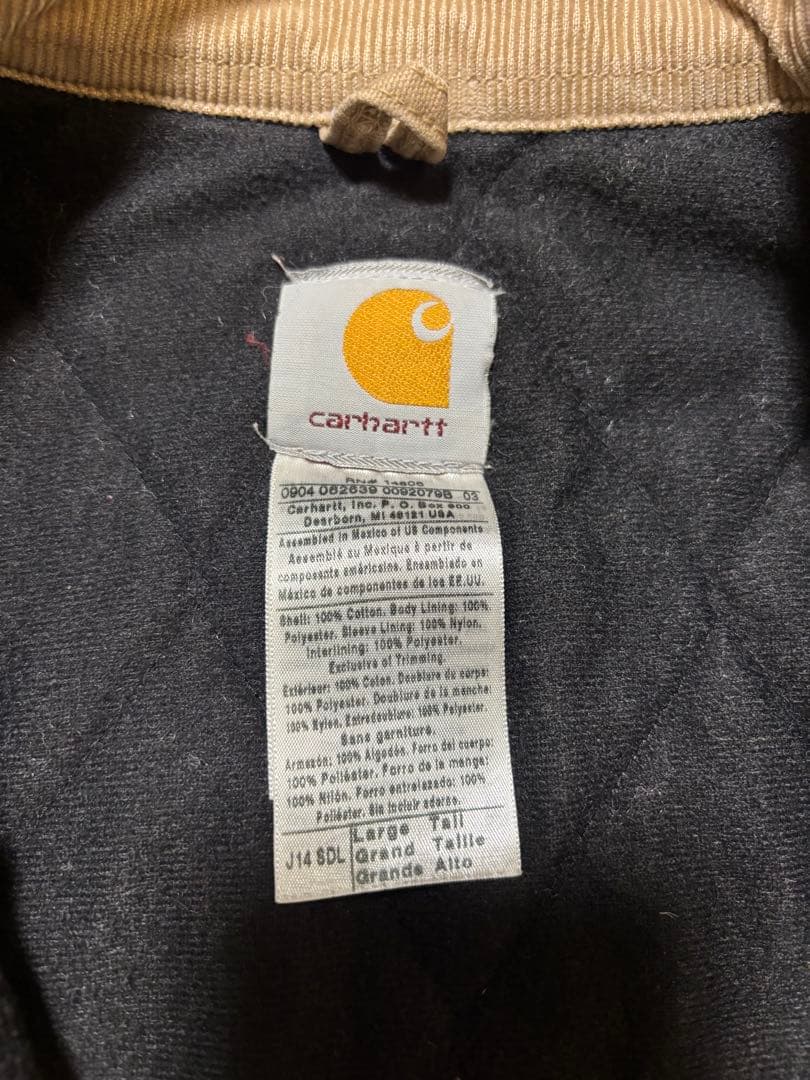 carhartt
RN# 14806
0904 062639 0092079B 03
Carhartt, Inc. P. O. Box 600
Dearborn, MI 48121 USA
Assembled in Mexico of US Components
Assemblé au Mexique à partir de
composants américains. Ensamblado en
México de componentes de los EE.UU.
Shell: 100% Cotton. Body Lining: 100%
Polyester. Sleeve Lining: 100% Nylon.
Interlining: 100% Polyester.
Exclusive of Trimming.
Extérieur: 100% Coton. Doublure du corps:
100% Polyester. Doublure de la manche:
100% Nylon. Entredoublure: 100% Polyester.
Sans garniture.
Armazón: 100% Algodón. Forro del cuerpo:
100% Poliéster. Forro de la manga:
100% Nilón. Forro entrelazado: 100%
Poliéster. Sin incluir adorno.
J14 SDL
Large Tall
Grand Taille
Grande Alto